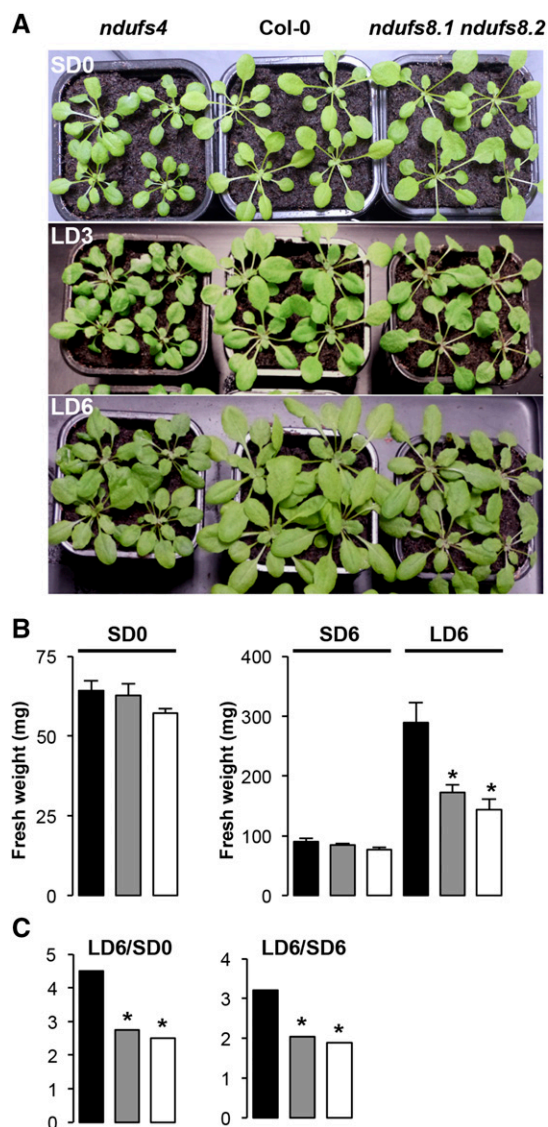 A
ndufs4 Col-0 ndufs8.1 ndufs8.2
SD0
LD3
LD6
B
SD0
75
50
25
0
Fresh weight (mg)
SD6 LD6
400
300
200
100
0
Fresh weight (mg)
* *
C
LD6/SD0
5
4
3
2
1
0
* *
LD6/SD6
4
3
2
1
0
* *